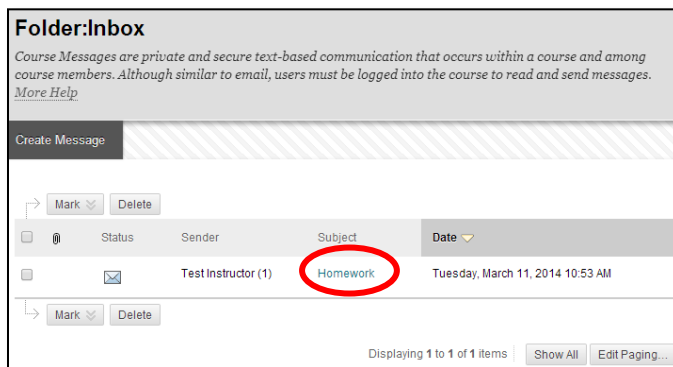 Folder:Inbox
Course Messages are private and secure text-based communication that occurs within a course and among
course members. Although similar to email, users must be logged into the course to read and send messages.
More Help
Create Message
Mark Delete
Status Sender Subject Date
Test Instructor (1) Homework Tuesday, March 11, 2014 10:53 AM
Mark Delete
Displaying 1 to 1 of 1 items Show All Edit Paging...